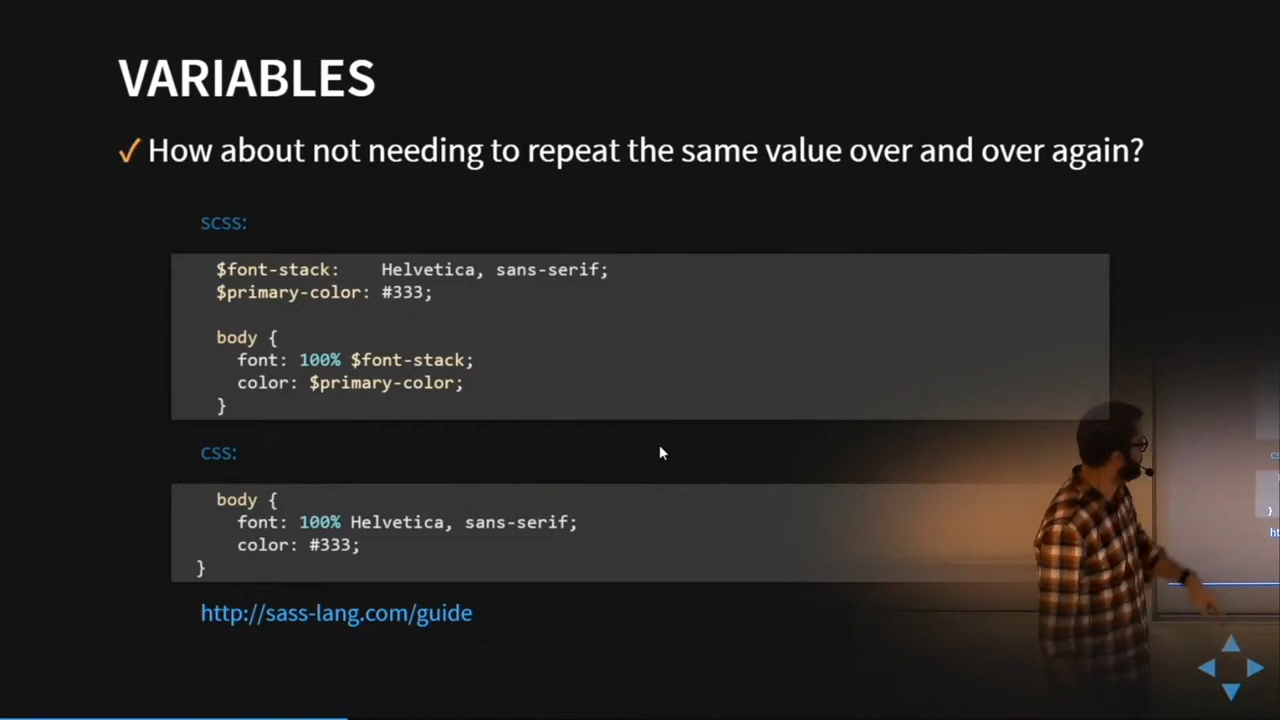 VARIABLES
✓ How about not needing to repeat the same value over and over again?
scss:
$font-stack:    Helvetica, sans-serif;
$primary-color: #333;
body {
  font: 100% $font-stack;
  color: $primary-color;
}
css:
body {
  font: 100% Helvetica, sans-serif;
  color: #333;
}
http://sass-lang.com/guide